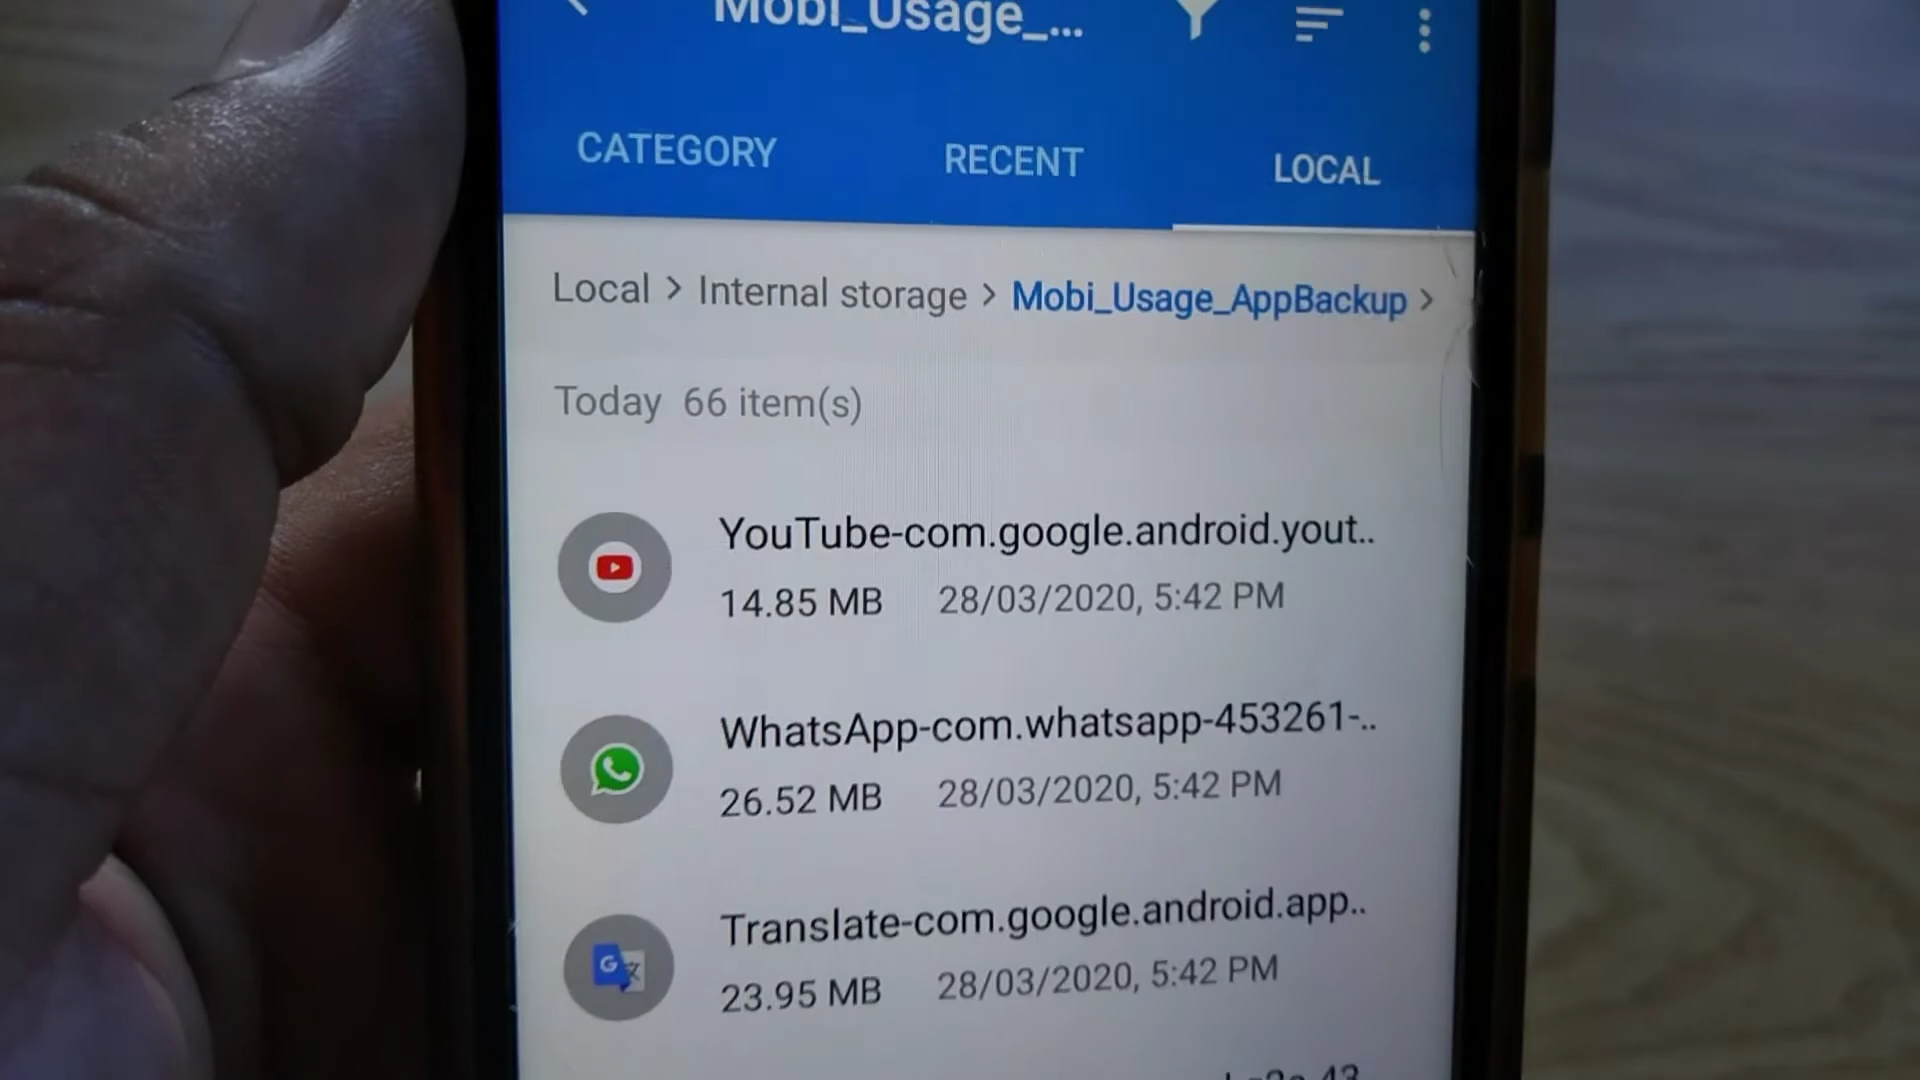 Mobi_Usage_...
CATEGORY RECENT LOCAL
Local > Internal storage > Mobi_Usage_AppBackup >
Today 66 item(s)
YouTube-com.google.android.yout..
14.85 MB 28/03/2020, 5:42 PM
WhatsApp-com.whatsapp-453261-..
26.52 MB 28/03/2020, 5:42 PM
Translate-com.google.android.app..
23.95 MB 28/03/2020, 5:42 PM